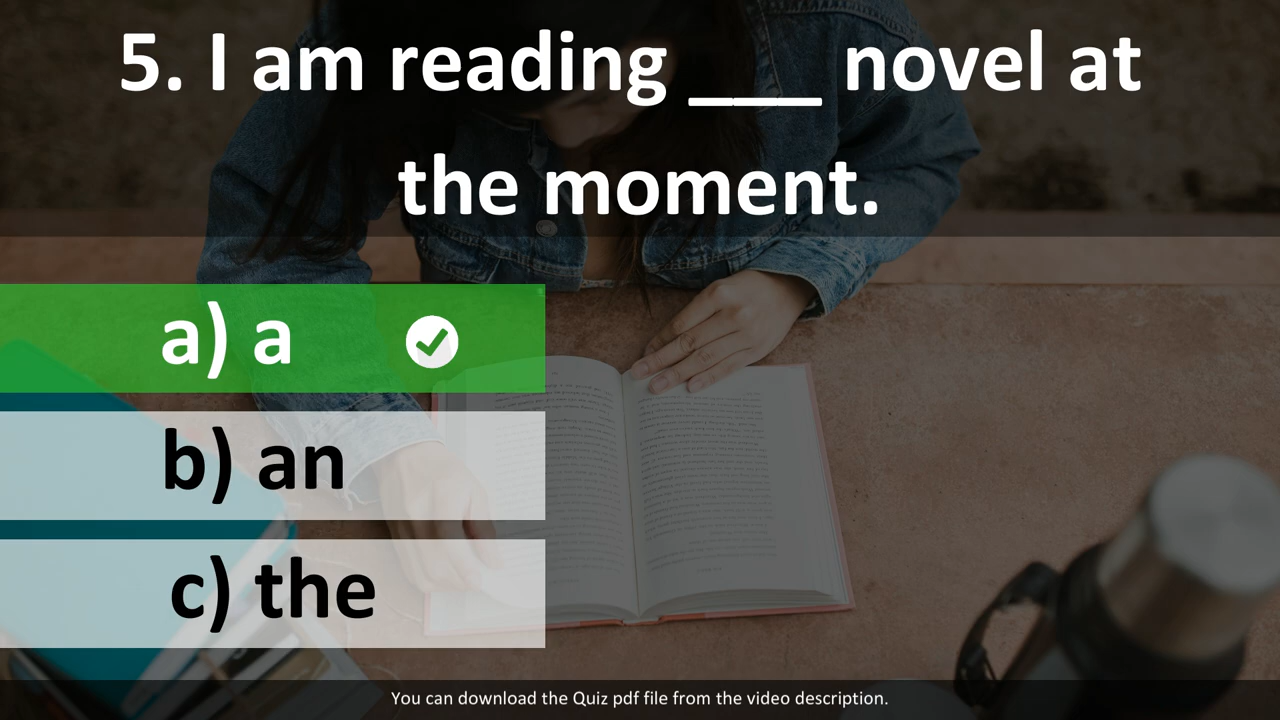 5. I am reading ___ novel at
the moment.
a) a
b) an
c) the
You can download the Quiz pdf file from the video description.